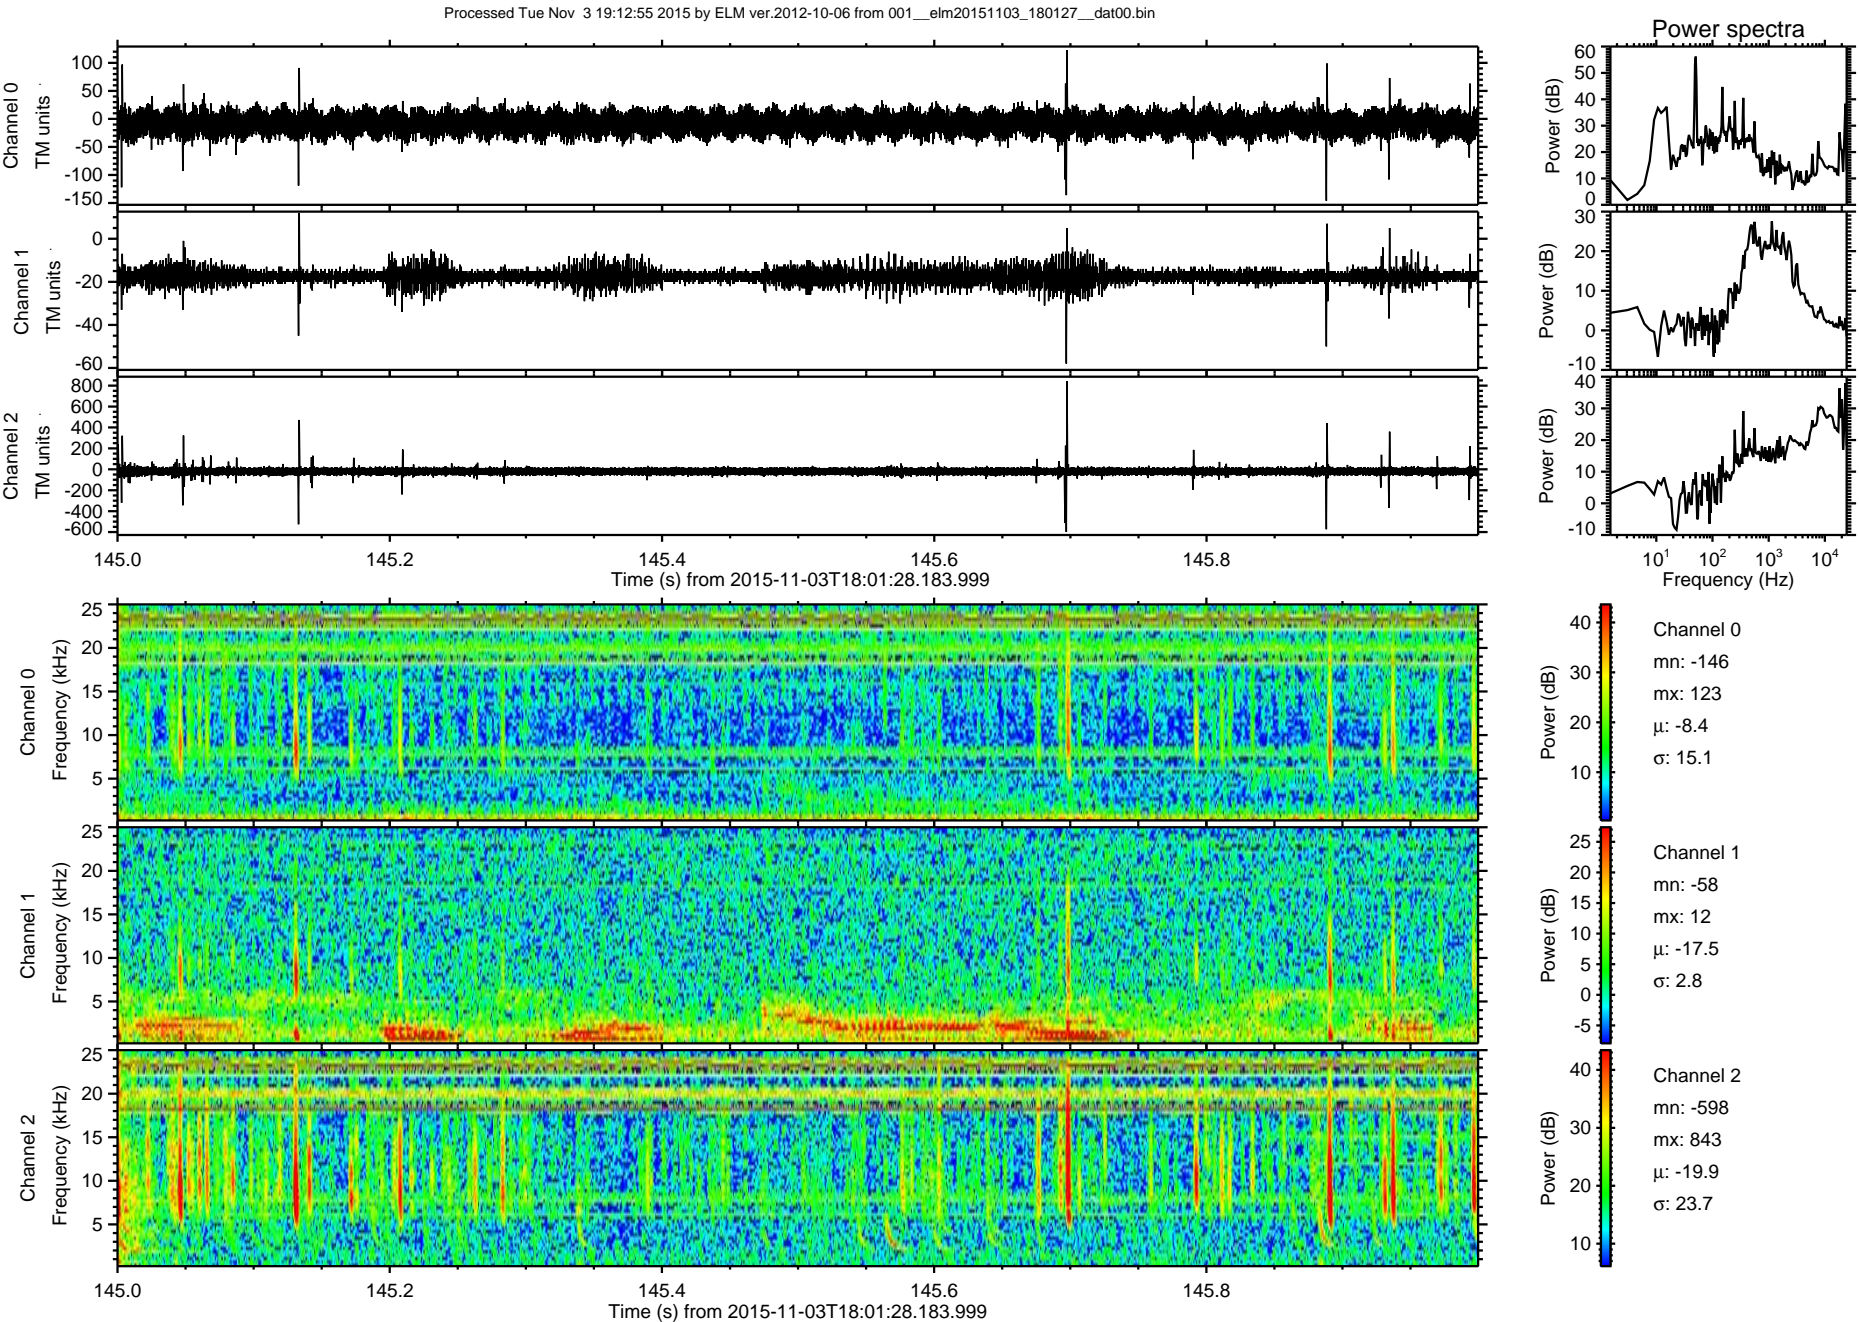 Processed Tue Nov 3 19:12:55 2015 by ELM ver.2012-10-06 from 001__elm20151103_180127__dat00.bin
Power spectra
Channel 0
TM units
100
50
0
-50
-100
-150
Power (dB)
60
50
40
30
20
10
0
Channel 1
TM units
0
-20
-40
-60
Power (dB)
30
20
10
0
-10
Channel 2
TM units
800
600
400
200
0
-200
-400
-600
Power (dB)
40
30
20
10
0
-10
145.0 145.2 145.4 145.6 145.8
Time (s) from 2015-11-03T18:01:28.183.999
10¹ 10² 10³ 10⁴
Frequency (Hz)
Channel 0
Frequency (kHz)
25
20
15
10
5
Power (dB)
40
30
20
10
Channel 0
mn: -146
mx: 123
μ: -8.4
σ: 15.1
Channel 1
Frequency (kHz)
25
20
15
10
5
Power (dB)
25
20
15
10
5
0
-5
Channel 1
mn: -58
mx: 12
μ: -17.5
σ: 2.8
Channel 2
Frequency (kHz)
25
20
15
10
5
Power (dB)
40
30
20
10
Channel 2
mn: -598
mx: 843
μ: -19.9
σ: 23.7
145.0 145.2 145.4 145.6 145.8
Time (s) from 2015-11-03T18:01:28.183.999